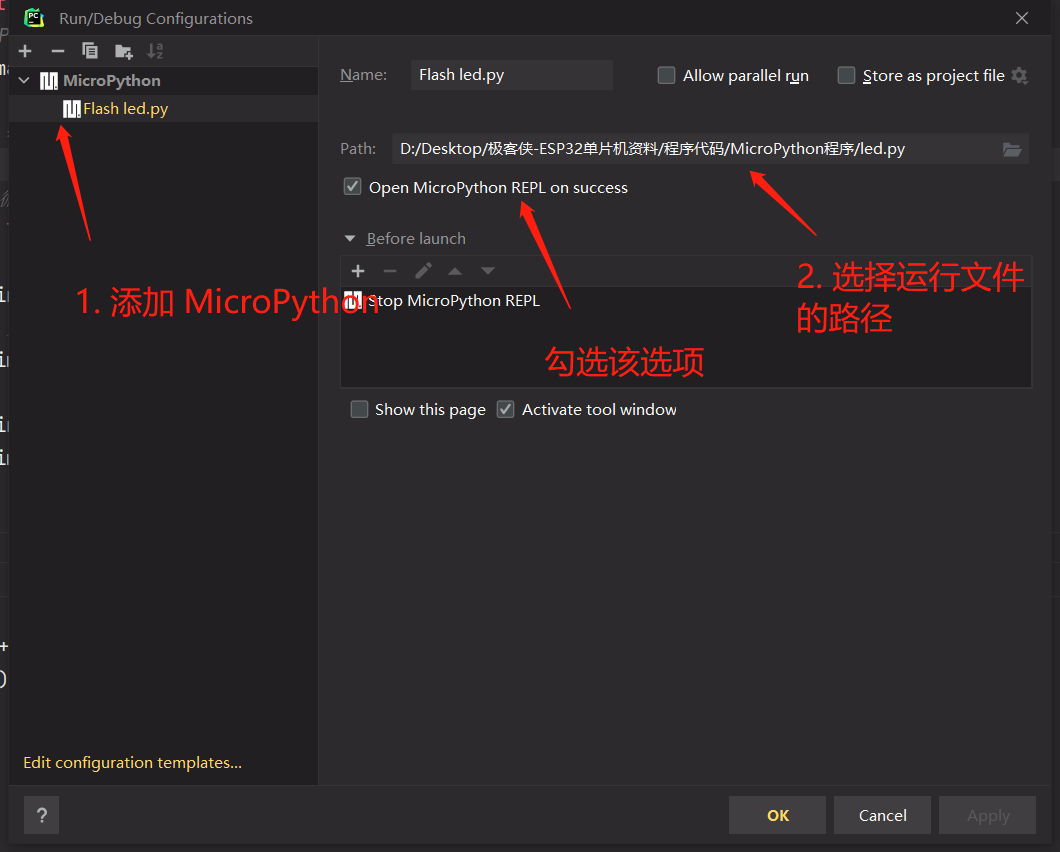 Run/Debug Configurations
MicroPython
Flash led.py
Name: Flash led.py Allow parallel run Store as project file
Path: D:/Desktop/极客侠-ESP32单片机资料/程序代码/MicroPython程序/led.py
Open MicroPython REPL on success
Before launch
Stop MicroPython REPL
1. 添加 MicroPython
2. 选择运行文件
的路径
勾选该选项
Show this page Activate tool window
Edit configuration templates...
? OK Cancel Apply